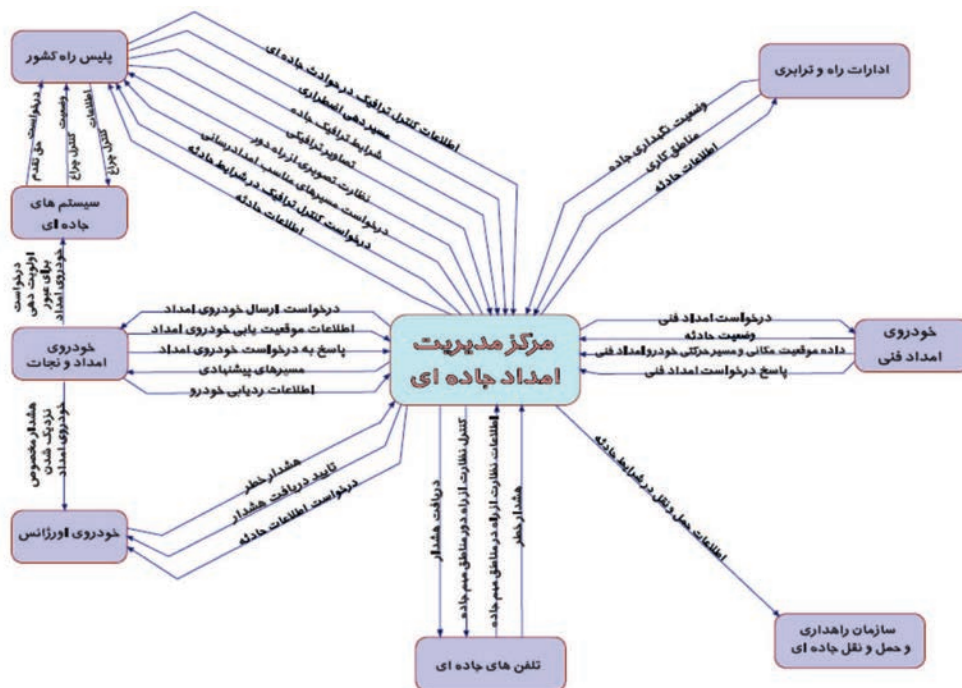 پلیس راه کشور
ادارات راه و ترابری
اطلاعات کنترل ترافیک در حوادث جاده ای
مسیردهی اضطراری
شرایط ترافیک جاده
تصاویر ترافیکی
نظارت تصویری از راه دور
درخواست مسیرهای مناسب امدادرسانی
درخواست کنترل ترافیک در شرایط حادثه
اطلاعات حادثه
وضعیت نگهداری جاده
مناطق کاری
اطلاعات حادثه
درخواست
حق تقدم
وضعیت
کنترل چراغ
اطلاعات
کنترل چراغ
سیستم های
جاده ای
درخواست
اولویت دهی
برای عبور
خودروی امداد
خودروی
امداد و نجات
درخواست ارسال خودروی امداد
اطلاعات موقعیت یابی خودروی امداد
پاسخ به درخواست خودروی امداد
مسیرهای پیشنهادی
اطلاعات ردیابی خودرو
مرکز مدیریت
امداد جاده ای
درخواست امداد فنی
وضعیت حادثه
داده موقعیت مکانی و مسیر حرکتی خودرو امداد فنی
پاسخ درخواست امداد فنی
خودروی
امداد فنی
هشدار مخصوص
نزدیک شدن
خودروی امداد
خودروی اورژانس
هشدار خطر
تایید دریافت هشدار
درخواست اطلاعات حادثه
دریافت هشدار
کنترل نظارت از راه دور مناطق مهم جاده
اطلاعات نظارت از راه در مناطق مهم جاده
هشدار خطر
اطلاعات حمل و نقل در شرایط حادثه
تلفن های جاده ای
سازمان راهداری
و حمل و نقل جاده ای